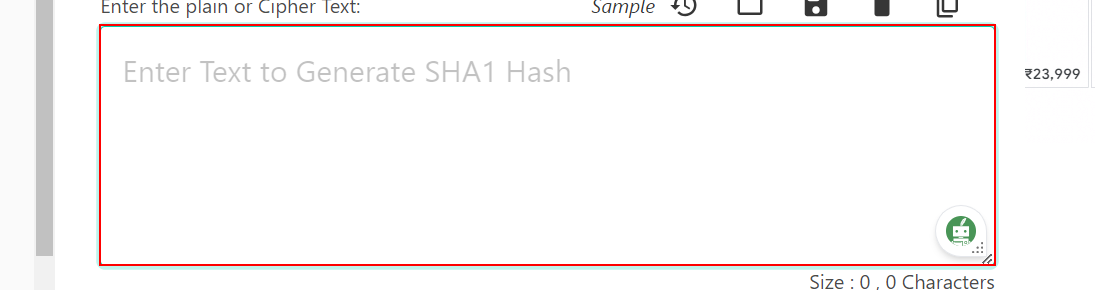 Enter the plain or Cipher Text:
Sample
Enter Text to Generate SHA1 Hash
₹23,999
Size : 0 , 0 Characters